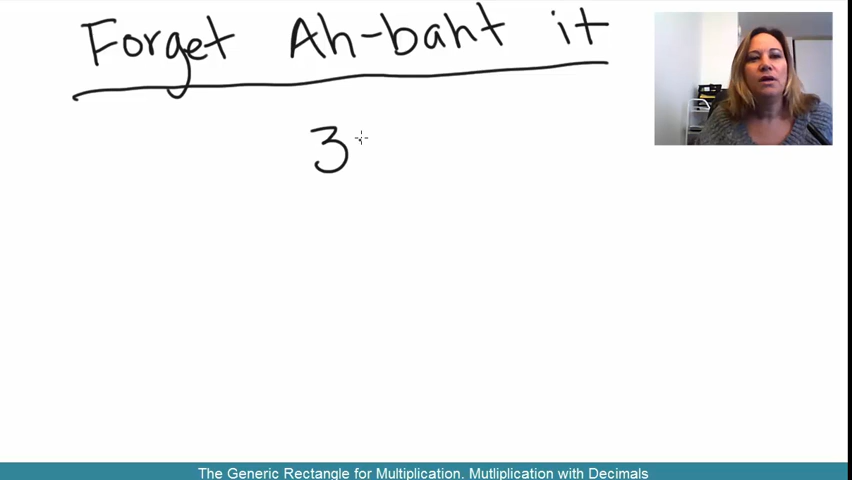 Forget Ah-baht it
3
The Generic Rectangle for Multiplication. Mutliplication with Decimals